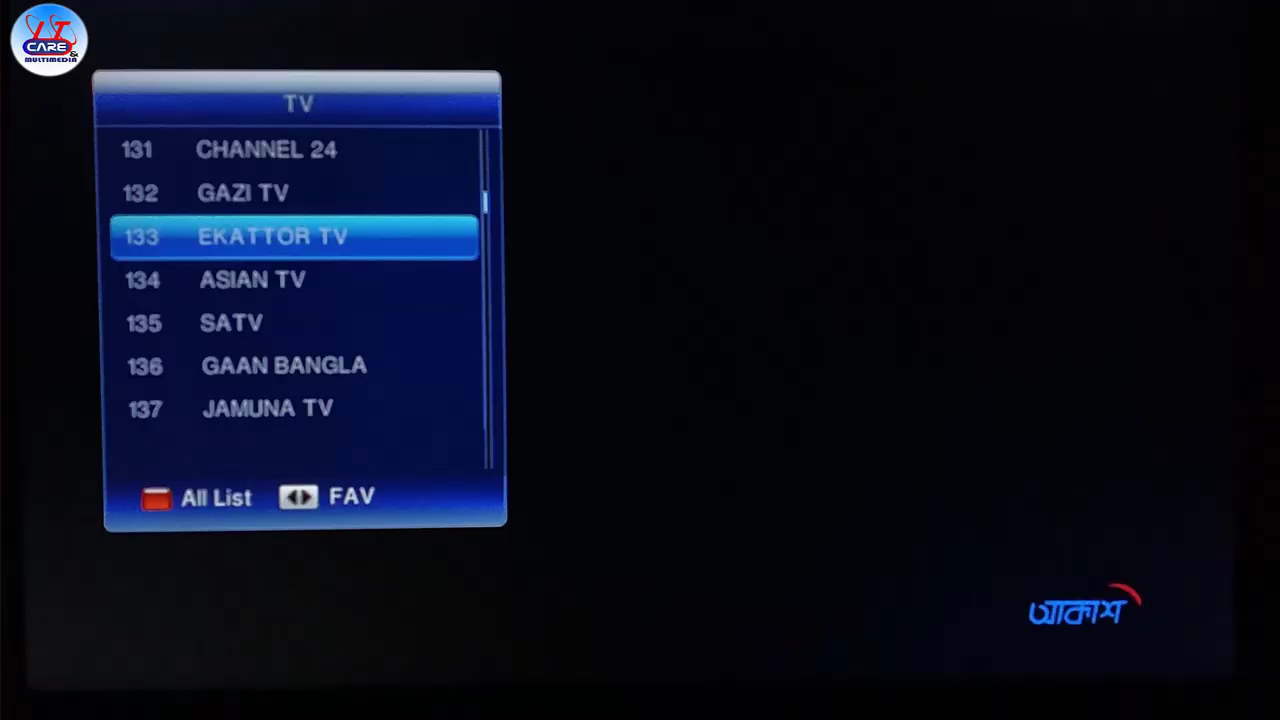 I.T
CARE
&
MULTIMEDIA
TV
131 CHANNEL 24
132 GAZI TV
133 EKATTOR TV
134 ASIAN TV
135 SATV
136 GAAN BANGLA
137 JAMUNA TV
All List FAV
আকাশ